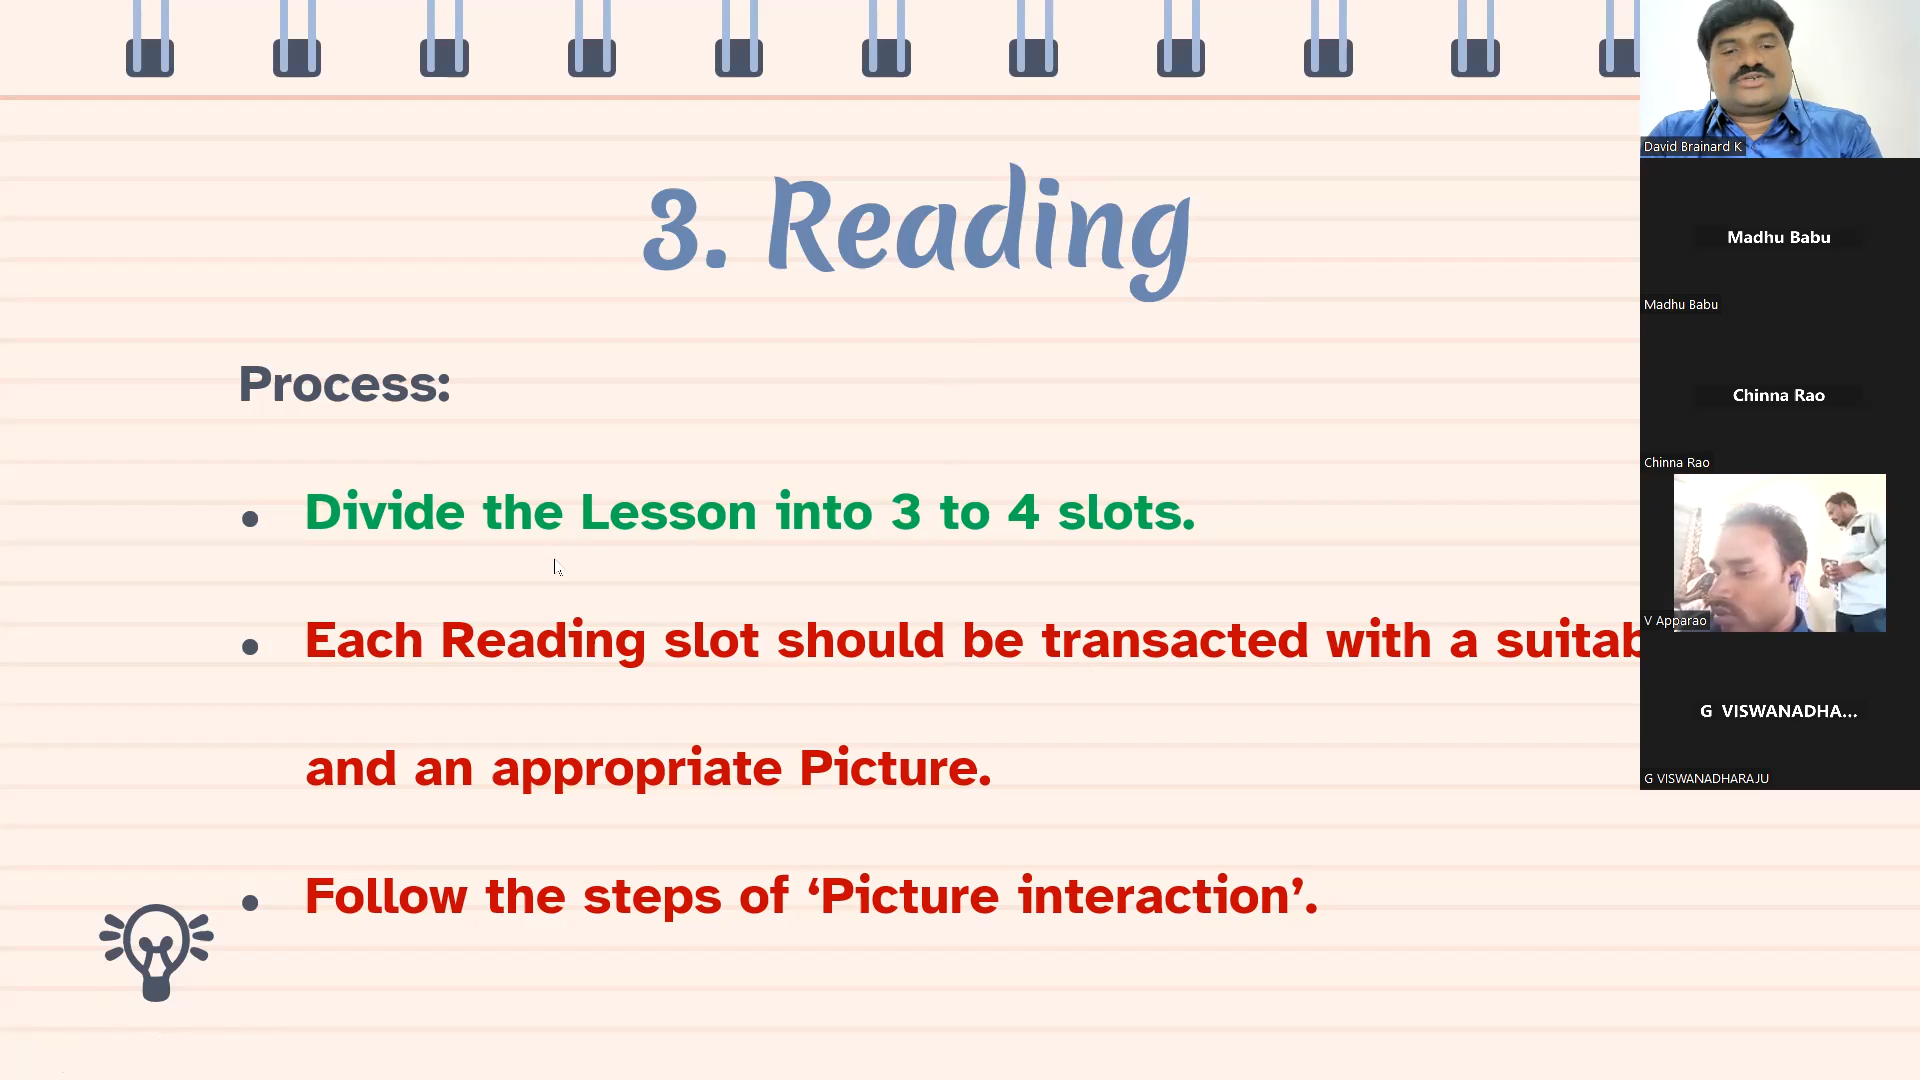 3. Reading
Process:
• Divide the Lesson into 3 to 4 slots.
• Each Reading slot should be transacted with a
and an appropriate Picture.
• Follow the steps of ‘Picture interaction’.
David Brainard K
Madhu Babu
Madhu Babu
Chinna Rao
Chinna Rao
V Apparao
G VISWANADHA...
G VISWANADHARAJU